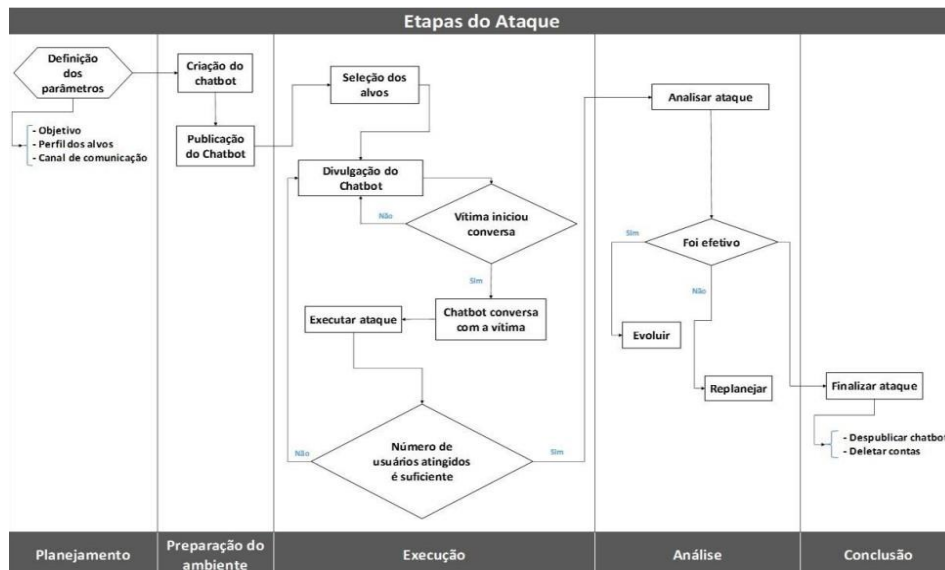 Etapas do Ataque
Definição
dos
parâmetros
- Objetivo
- Perfil dos alvos
- Canal de comunicação
Criação do
chatbot
Publicação
do Chatbot
Seleção dos
alvos
Divulgação do
Chatbot
Não
Vítima iniciou
conversa
Sim
Chatbot conversa
com a vítima
Executar ataque
Não
Número de
usuários atingidos
é suficiente
Sim
Analisar ataque
Sim
Foi efetivo
Não
Evoluir
Replanejar
Finalizar ataque
- Despublicar chatbot
- Deletar contas
Planejamento
Preparação do
ambiente
Execução
Análise
Conclusão